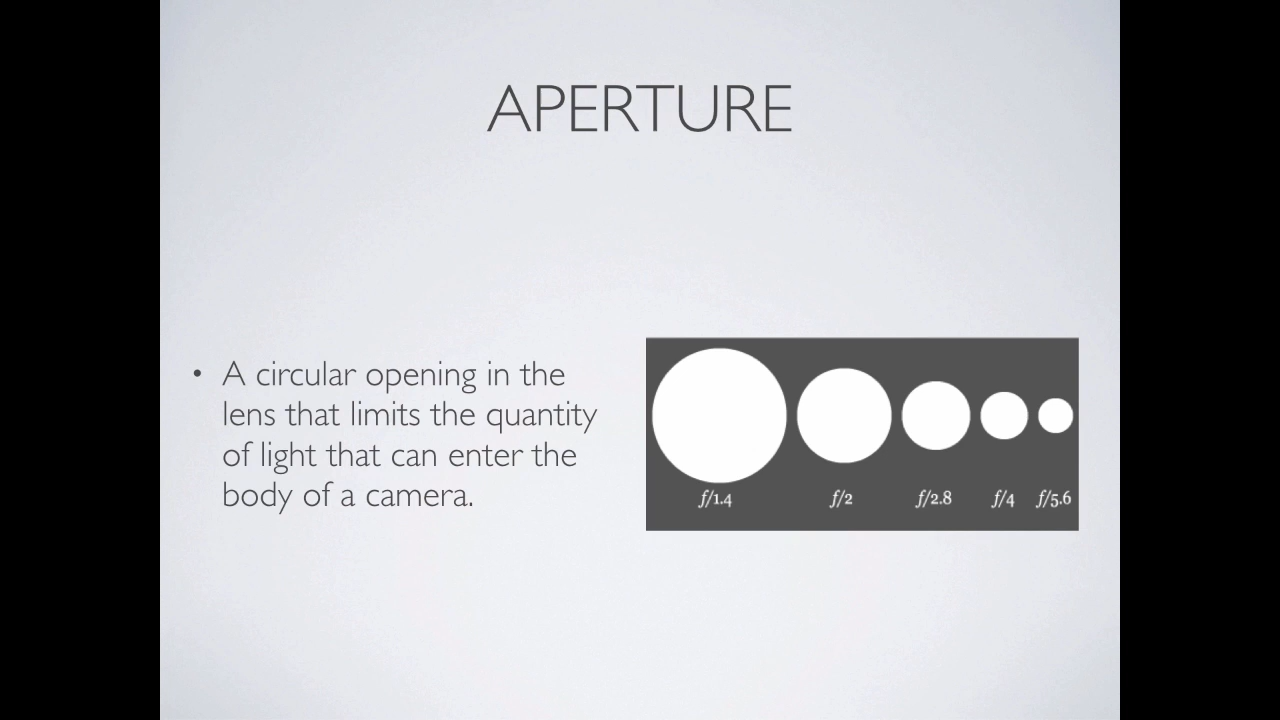 APERTURE
• A circular opening in the
lens that limits the quantity
of light that can enter the
body of a camera.
f/1.4 f/2 f/2.8 f/4 f/5.6